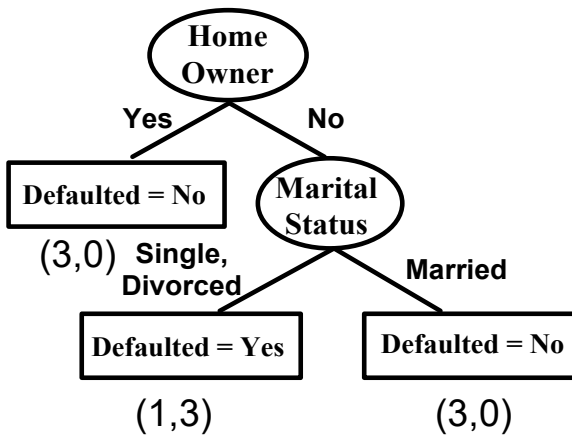 Home
Owner
Yes
No
Defaulted = No
Marital
Status
(3,0)
Single,
Divorced
Married
Defaulted = Yes
Defaulted = No
(1,3)
(3,0)